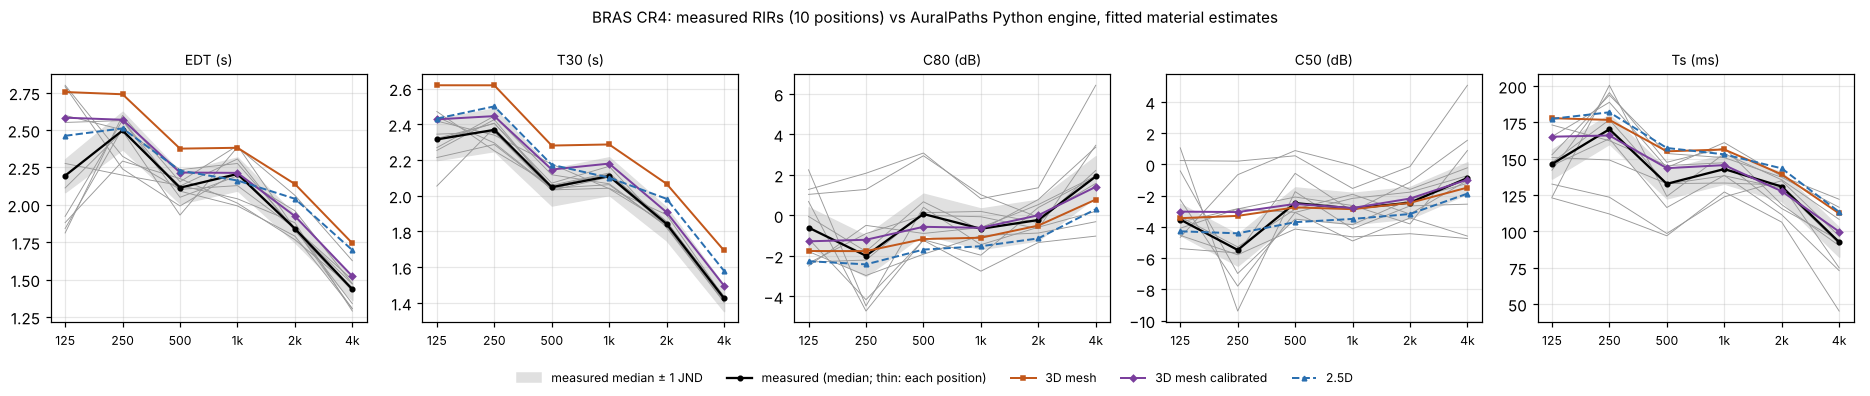 BRAS CR4: measured RIRs (10 positions) vs AuralPaths Python engine, fitted material estimates
EDT (s)
2.75
2.50
2.25
2.00
1.75
1.50
1.25
125 250 500 1k 2k 4k
T30 (s)
2.6
2.4
2.2
2.0
1.8
1.6
1.4
125 250 500 1k 2k 4k
C80 (dB)
6
4
2
0
−2
−4
125 250 500 1k 2k 4k
C50 (dB)
4
2
0
−2
−4
−6
−8
−10
125 250 500 1k 2k 4k
Ts (ms)
200
175
150
125
100
75
50
125 250 500 1k 2k 4k
measured median ± 1 JND measured (median; thin: each position) 3D mesh 3D mesh calibrated 2.5D